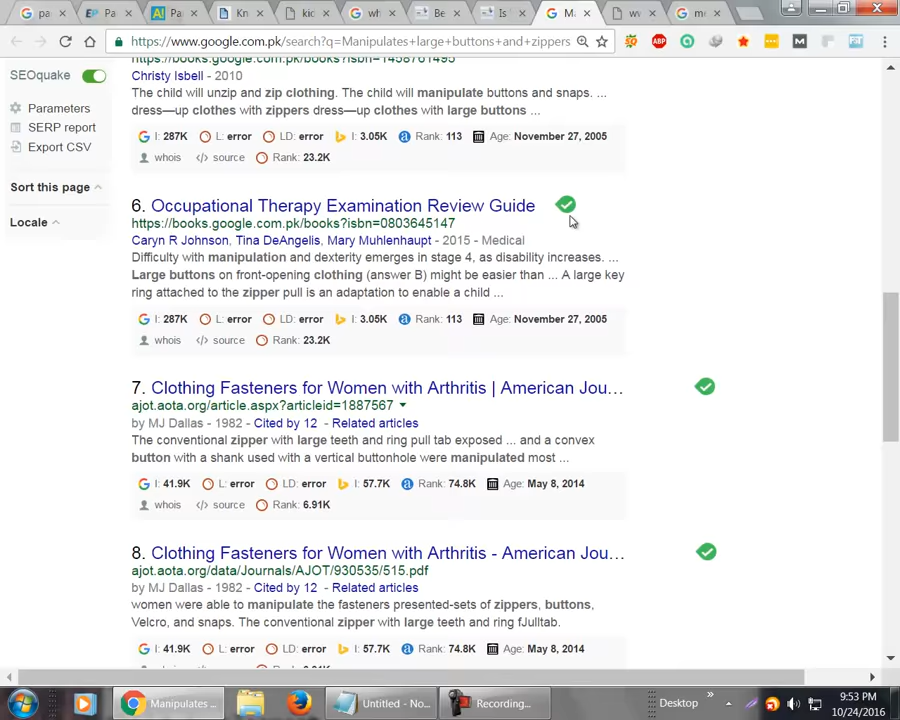 pa
Pa
Pa
Kn
kic
wh
Be
Is
Ma
ww
me
https://www.google.com.pk/search?q=Manipulates+large+buttons+and+zippers
ABP
SEOquake
Parameters
SERP report
Export CSV
Sort this page
Locale
https://books.google.com.pk/books?isbn=1458761495
Christy Isbell - 2010
The child will unzip and zip clothing. The child will manipulate buttons and snaps. ...
dress—up clothes with zippers dress—up clothes with large buttons ...
I: 287K L: error LD: error I: 3.05K Rank: 113 Age: November 27, 2005
whois </> source Rank: 23.2K
6. Occupational Therapy Examination Review Guide
https://books.google.com.pk/books?isbn=0803645147
Caryn R Johnson, Tina DeAngelis, Mary Muhlenhaupt - 2015 - Medical
Difficulty with manipulation and dexterity emerges in stage 4, as disability increases. ...
Large buttons on front-opening clothing (answer B) might be easier than ... A large key
ring attached to the zipper pull is an adaptation to enable a child ...
I: 287K L: error LD: error I: 3.05K Rank: 113 Age: November 27, 2005
whois </> source Rank: 23.2K
7. Clothing Fasteners for Women with Arthritis | American Jou...
ajot.aota.org/article.aspx?articleid=1887567
by MJ Dallas - 1982 - Cited by 12 - Related articles
The conventional zipper with large teeth and ring pull tab exposed ... and a convex
button with a shank used with a vertical buttonhole were manipulated most ...
I: 41.9K L: error LD: error I: 57.7K Rank: 74.8K Age: May 8, 2014
whois </> source Rank: 6.91K
8. Clothing Fasteners for Women with Arthritis - American Jou...
ajot.aota.org/data/Journals/AJOT/930535/515.pdf
by MJ Dallas - 1982 - Cited by 12 - Related articles
women were able to manipulate the fasteners presented-sets of zippers, buttons,
Velcro, and snaps. The conventional zipper with large teeth and ring fJulltab.
I: 41.9K L: error LD: error I: 57.7K Rank: 74.8K Age: May 8, 2014
Manipulates ...
Untitled - No...
Recording...
Desktop
9:53 PM
10/24/2016